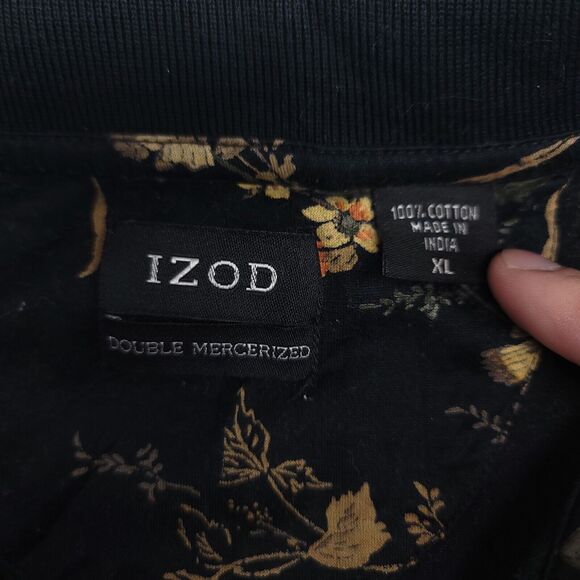 IZOD
DOUBLE MERCERIZED
100% COTTON
MADE IN
INDIA
XL